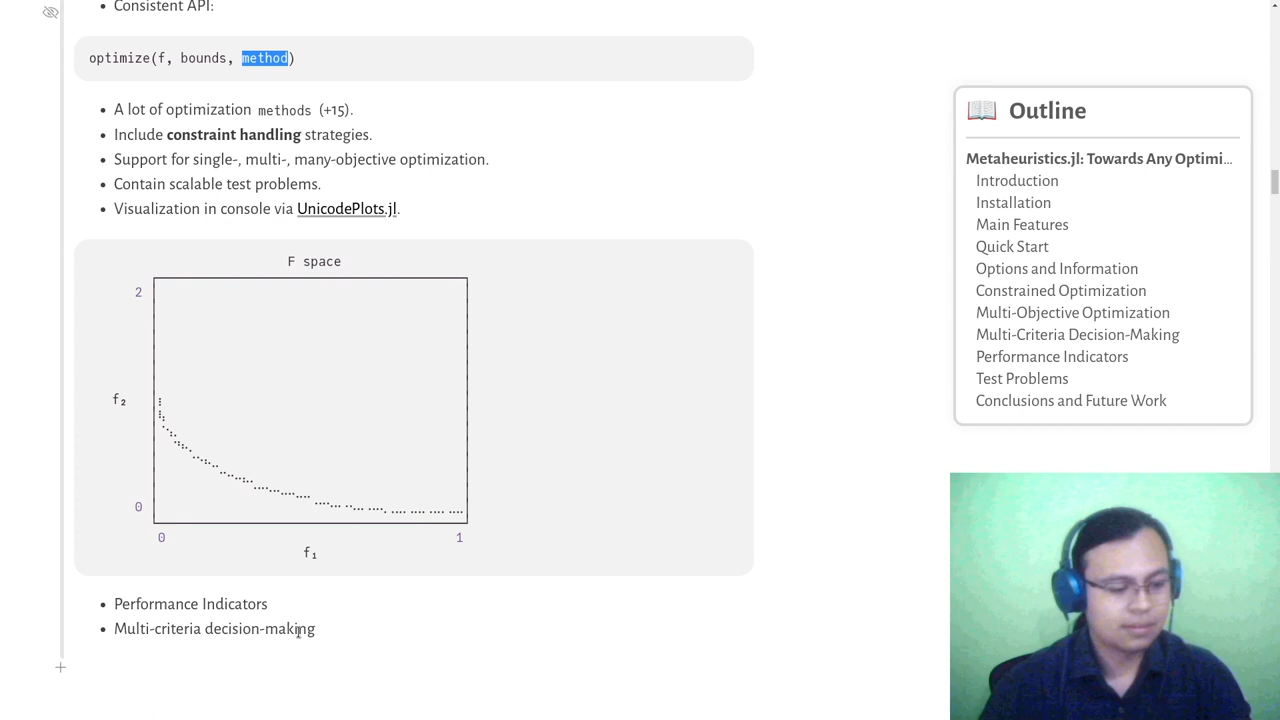 Consistent API:
optimize(f, bounds, method)
A lot of optimization methods (+15).
Include constraint handling strategies.
Support for single-, multi-, many-objective optimization.
Contain scalable test problems.
Visualization in console via UnicodePlots.jl.
F space
2
f₂
0
0 1
f₁
Performance Indicators
Multi-criteria decision-making
Outline
Metaheuristics.jl: Towards Any Optimi...
Introduction
Installation
Main Features
Quick Start
Options and Information
Constrained Optimization
Multi-Objective Optimization
Multi-Criteria Decision-Making
Performance Indicators
Test Problems
Conclusions and Future Work